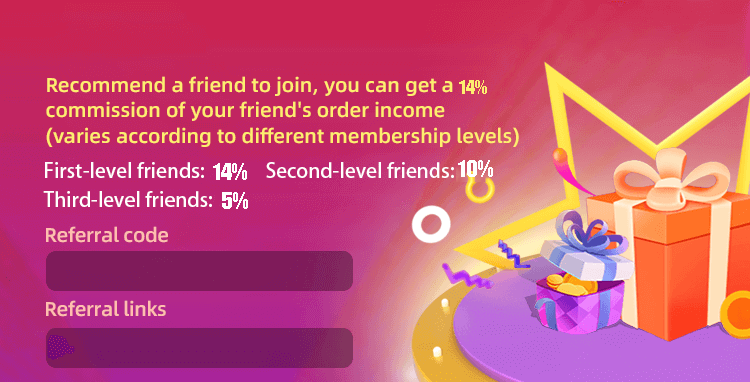 Recommend a friend to join, you can get a 14%
commission of your friend's order income
(varies according to different membership levels)
First-level friends: 14% Second-level friends: 10%
Third-level friends: 5%
Referral code
Referral links